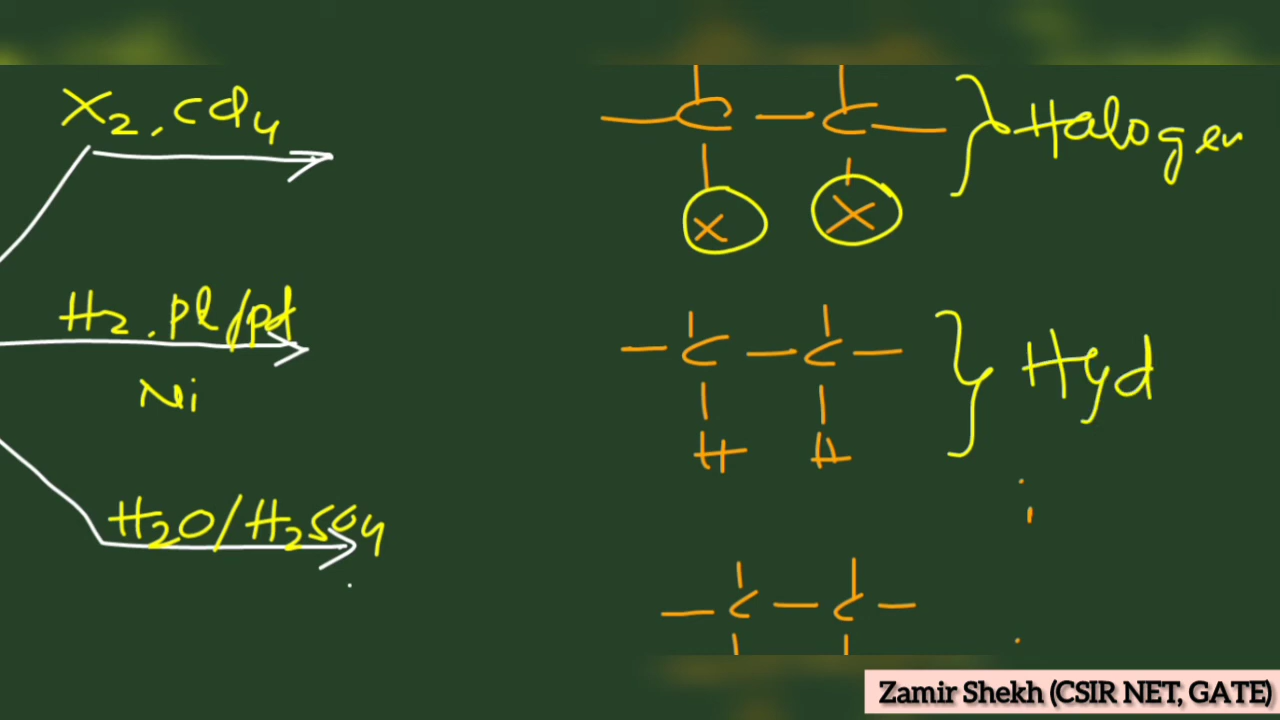 X2, CCl4
— C — C — } Halogen
X X
H2, Pd/pt
Ni
— C — C — } Hyd
H H
H2O/H2SO4
— C — C —
Zamir Shekh (CSIR NET, GATE)